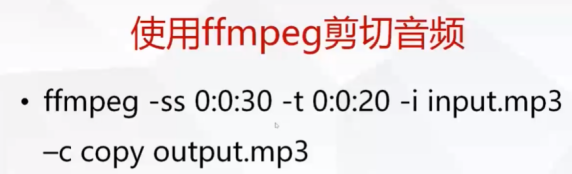 使用ffmpeg剪切音频
• ffmpeg -ss 0:0:30 -t 0:0:20 -i input.mp3
–c copy output.mp3